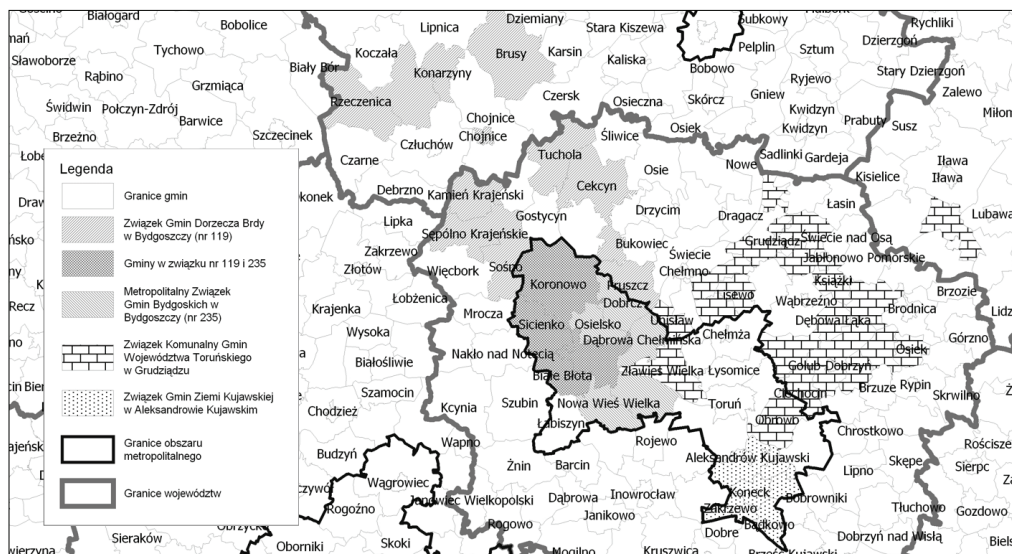 Białogard
Bobolice
Lipnica
Dziemiany
Stara Kiszewa
Subkowy
Rychliki
Tychowo
Koczała
Brusy
Karsin
Pelplin
Sztum
Dzierzgoń
Sławoborze
Biały Bór
Konarzyny
Kaliska
Bobowo
Ryjewo
Stary Dzierzgoń
Rąbino
Grzmiąca
Rzeczenica
Czersk
Osieczna
Skórcz
Gniew
Zalewo
Świdwin
Połczyn-Zdrój
Barwice
Chojnice
Chojnice
Kwidzyn
Kwidzyn
Prabuty
Susz
Brzeżno
Szczecinek
Człuchów
Śliwice
Osiek
Czarne
Tuchola
Osie
Nowe
Sadlinki
Gardeja
Iława
Iława
Kisielice
Debrzno
Kamień Krajeński
Cekcyn
Lipka
Gostycyn
Drzycim
Dragacz
Łasin
Lubawa
Sępólno Krajeńskie
Bukowiec
Grudziądz
Świecie nad Osą
Zakrzewo
Świecie
Jabłonowo Pomorskie
Złotów
Więcbork
Sośno
Chełmno
Książki
Łobżenica
Koronowo
Pruszcz
Lisewo
Wąbrzeźno
Brzozie
Krajenka
Mrocza
Brodnica
Wysoka
Sicienko
Osielsko
Unisław
Chełmża
Dębowa Łąka
Górzno
Białośliwie
Nakło nad Notecią
Dąbrowa Chełmińska
Osiek
Szamocin
Białe Błota
Zławieś Wielka
Łysomice
Golub-Dobrzyń
Brzuze
Rypin
Skrwilno
Chodzież
Kcynia
Szubin
Nowa Wieś Wielka
Toruń
Ciechocin
Łabiszyn
Obrowo
Chrostkowo
Budzyń
Wapno
Rojewo
Żnin
Barcin
Aleksandrów Kujawski
Lipno
Skępe
Sierpc
Wągrowiec
Rogoźno
Janowiec Wielkopolski
Dąbrowa
Inowrocław
Koneck
Bobrowniki
Janikowo
Zakrzewo
Tłuchowo
Gozdowo
Rogowo
Dobre
Bądkowo
Sieraków
Oborniki
Skoki
Mogilno
Kruszwica
Brześć Kujawski
Dobrzyń nad Wisłą
Legenda
Granice gmin
Związek Gmin Dorzecza Brdy
w Bydgoszczy (nr 119)
Gminy w związku nr 119 i 235
Metropolitalny Związek
Gmin Bydgoskich w
Bydgoszczy (nr 235)
Związek Komunalny Gmin
Województwa Toruńskiego
w Grudziądzu
Związek Gmin Ziemi Kujawskiej
w Aleksandrowie Kujawskim
Granice obszaru
metropolitalnego
Granice województw